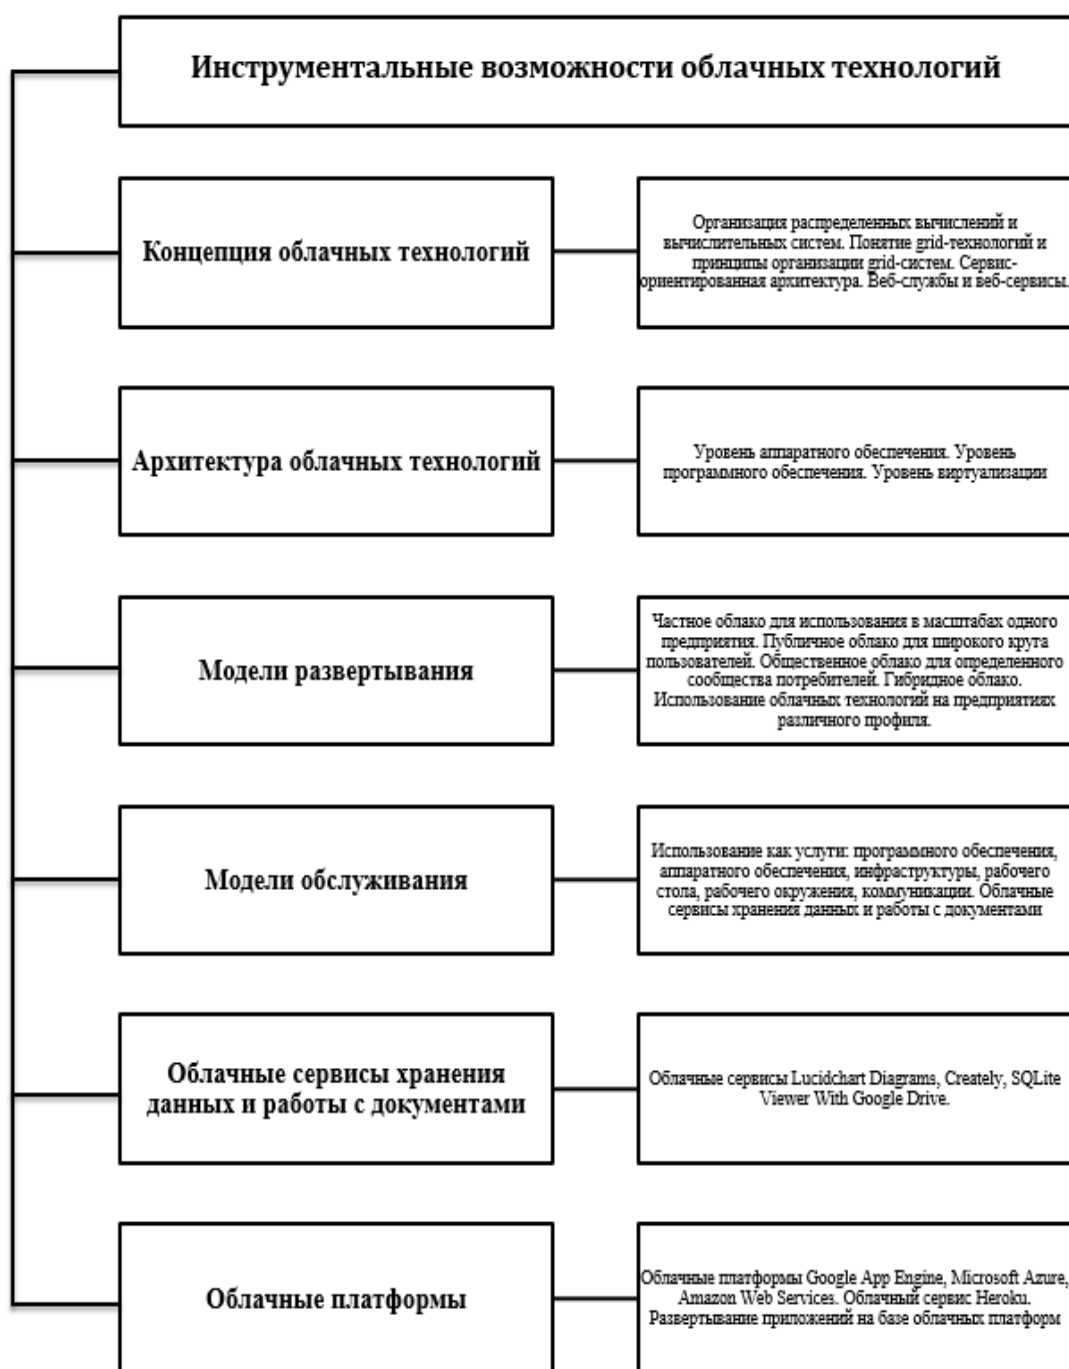 Инструментальные возможности облачных технологий
Концепция облачных технологий
Организация распределенных вычислений и
вычислительных систем. Понятие grid-технологий и
принципы организации grid-систем. Сервис-
ориентированная архитектура. Веб-службы и веб-сервисы.
Архитектура облачных технологий
Уровень аппаратного обеспечения. Уровень
программного обеспечения. Уровень виртуализации
Модели развертывания
Частное облако для использования в масштабах одного
предприятия. Публичное облако для широкого круга
пользователей. Общественное облако для определенного
сообщества потребителей. Гибридное облако.
Использование облачных технологий на предприятиях
различного профиля.
Модели обслуживания
Использование как услуги: программного обеспечения,
аппаратного обеспечения, инфраструктуры, рабочего
стола, рабочего окружения, коммуникации. Облачные
сервисы хранения данных и работы с документами
Облачные сервисы хранения
данных и работы с документами
Облачные сервисы Lucidchart Diagrams, Creately, SQLite
Viewer With Google Drive.
Облачные платформы
Облачные платформы Google App Engine, Microsoft Azure,
Amazon Web Services. Облачный сервис Heroku.
Развертывание приложений на базе облачных платформ